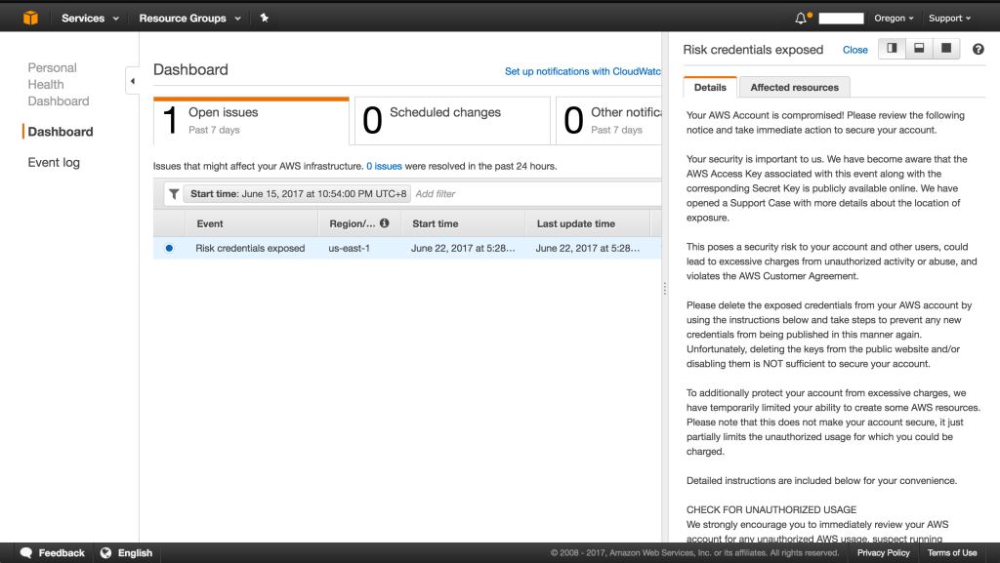 Services Resource Groups Oregon Support
Personal
Health
Dashboard
Dashboard
Event log
Dashboard
Set up notifications with CloudWatc
1 Open issues
Past 7 days
0 Scheduled changes
0 Other notifica
Past 7 days
Issues that might affect your AWS infrastructure. 0 issues were resolved in the past 24 hours.
Start time: June 15, 2017 at 10:54:00 PM UTC+8 Add filter
Event Region/... Start time Last update time
Risk credentials exposed us-east-1 June 22, 2017 at 5:28... June 22, 2017 at 5:28...
Risk credentials exposed Close
Details Affected resources
Your AWS Account is compromised! Please review the following
notice and take immediate action to secure your account.
Your security is important to us. We have become aware that the
AWS Access Key associated with this event along with the
corresponding Secret Key is publicly available online. We have
opened a Support Case with more details about the location of
exposure.
This poses a security risk to your account and other users, could
lead to excessive charges from unauthorized activity or abuse, and
violates the AWS Customer Agreement.
Please delete the exposed credentials from your AWS account by
using the instructions below and take steps to prevent any new
credentials from being published in this manner again.
Unfortunately, deleting the keys from the public website and/or
disabling them is NOT sufficient to secure your account.
To additionally protect your account from excessive charges, we
have temporarily limited your ability to create some AWS resources.
Please note that this does not make your account secure, it just
partially limits the unauthorized usage for which you could be
charged.
Detailed instructions are included below for your convenience.
CHECK FOR UNAUTHORIZED USAGE
We strongly encourage you to immediately review your AWS
account for any unauthorized AWS usage, suspect running
Feedback English © 2008 - 2017, Amazon Web Services, Inc. or its affiliates. All rights reserved. Privacy Policy Terms of Use